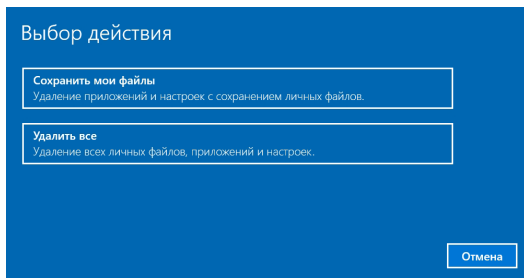 Выбор действия
Сохранить мои файлы
Удаление приложений и настроек с сохранением личных файлов.
Удалить все
Удаление всех личных файлов, приложений и настроек.
Отмена